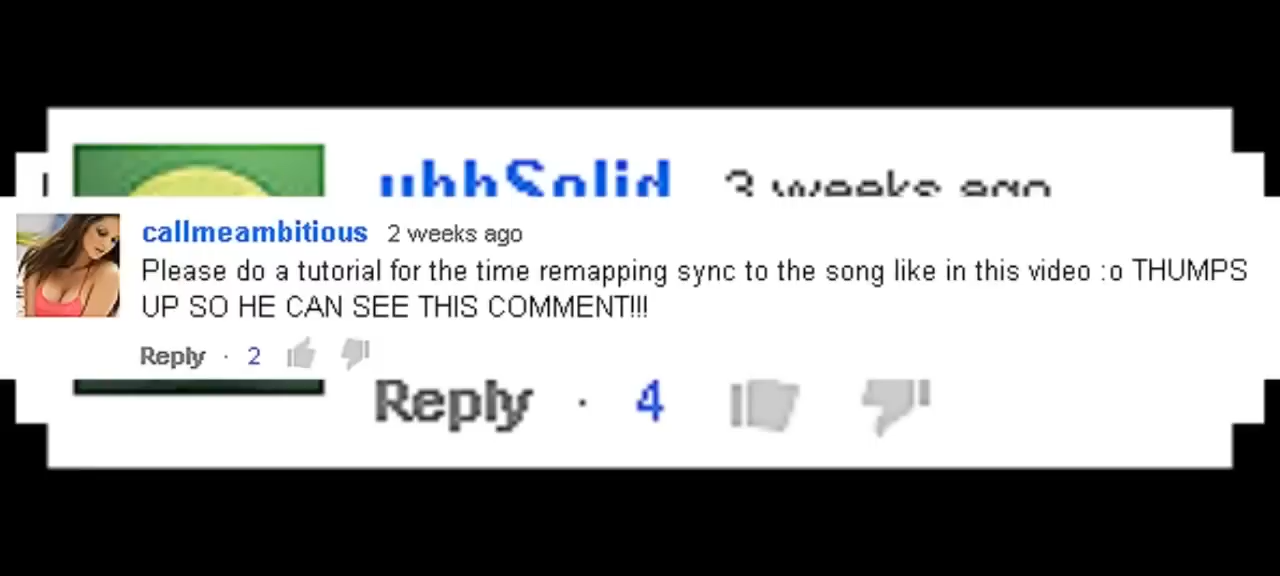 uhhSolid 3 weeks ago
callmeambitious 2 weeks ago
Please do a tutorial for the time remapping sync to the song like in this video :o THUMPS
UP SO HE CAN SEE THIS COMMENT!!!
Reply · 2
Reply · 4